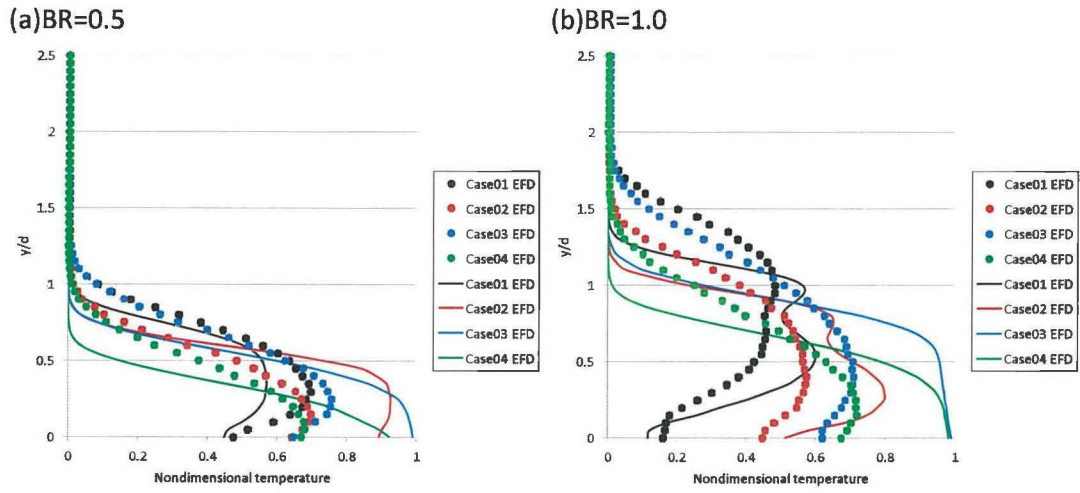 (a)BR=0.5
2.5
2
1.5
1
0.5
0
y/d
0
0.2
0.4
0.6
0.8
1
Nondimensional temperature
Case01 EFD
Case02 EFD
Case03 EFD
Case04 EFD
Case01 EFD
Case02 EFD
Case03 EFD
Case04 EFD
(b)BR=1.0
2.5
2
1.5
1
0.5
0
y/d
0
0.2
0.4
0.6
0.8
1
Nondimensional temperature
Case01 EFD
Case02 EFD
Case03 EFD
Case04 EFD
Case01 EFD
Case02 EFD
Case03 EFD
Case04 EFD